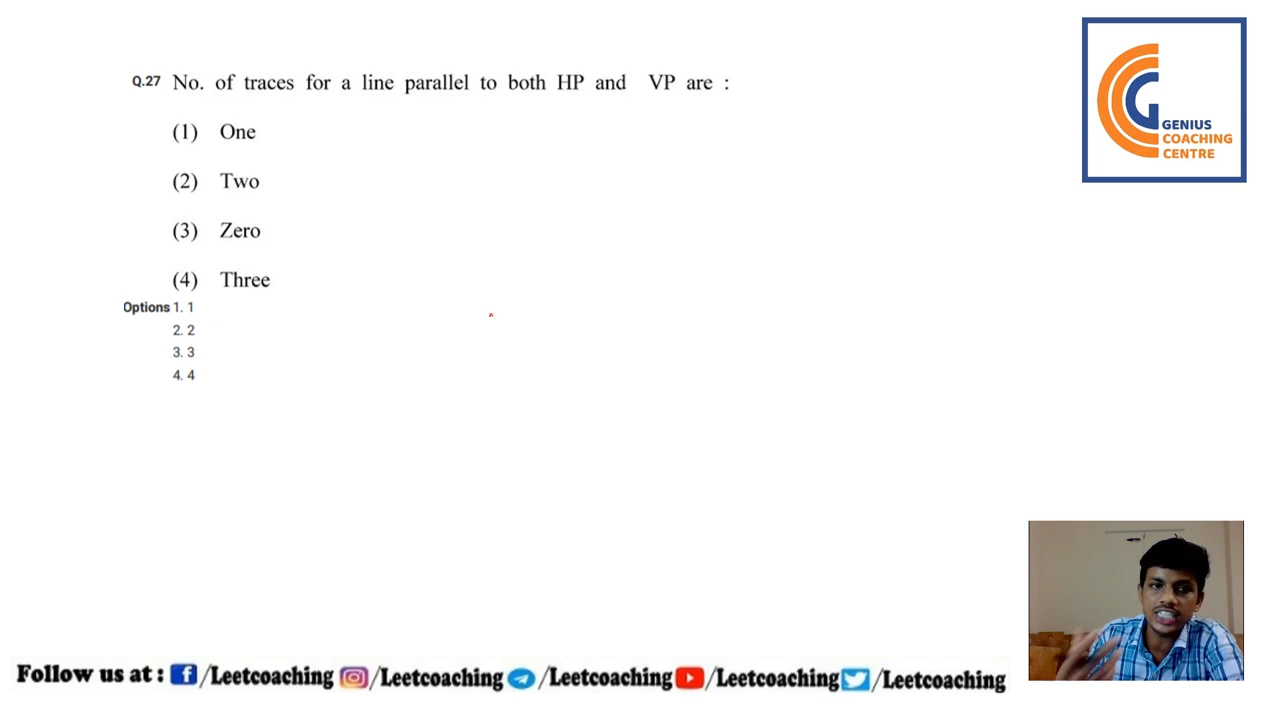 Q.27 No. of traces for a line parallel to both HP and VP are :
(1) One
(2) Two
(3) Zero
(4) Three
Options 1. 1
2. 2
3. 3
4. 4
GENIUS
COACHING
CENTRE
Follow us at : /Leetcoaching /Leetcoaching /Leetcoaching /Leetcoaching /Leetcoaching